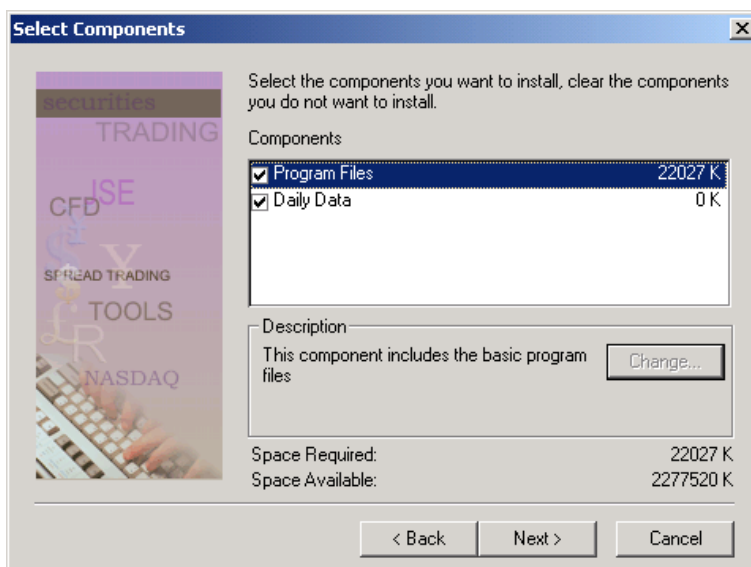 Select Components
Select the components you want to install, clear the components
you do not want to install.
Components
Program Files 22027 K
Daily Data 0 K
Description
This component includes the basic program
files
Change...
Space Required: 22027 K
Space Available: 2277520 K
< Back Next > Cancel
securities
TRADING
JSE
CFD
SPREAD TRADING
TOOLS
NASDAQ